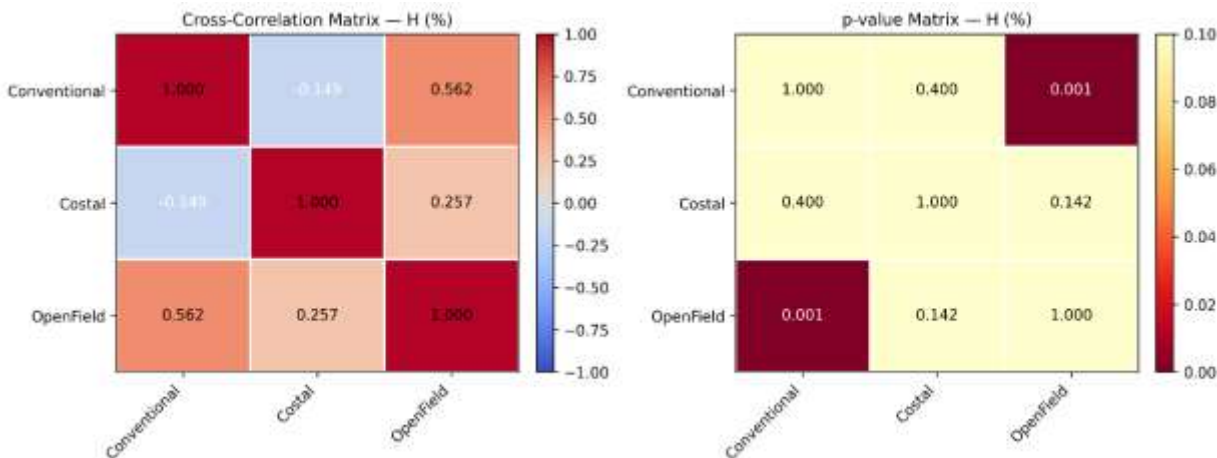 Cross-Correlation Matrix — H (%)
Conventional
Costal
OpenField
1.000
-0.149
0.562
-0.149
1.000
0.257
0.562
0.257
1.000
Conventional
Costal
OpenField
1.00
0.75
0.50
0.25
0.00
−0.25
−0.50
−0.75
−1.00
p-value Matrix — H (%)
Conventional
Costal
OpenField
1.000
0.400
0.001
0.400
1.000
0.142
0.001
0.142
1.000
Conventional
Costal
OpenField
0.10
0.08
0.06
0.04
0.02
0.00